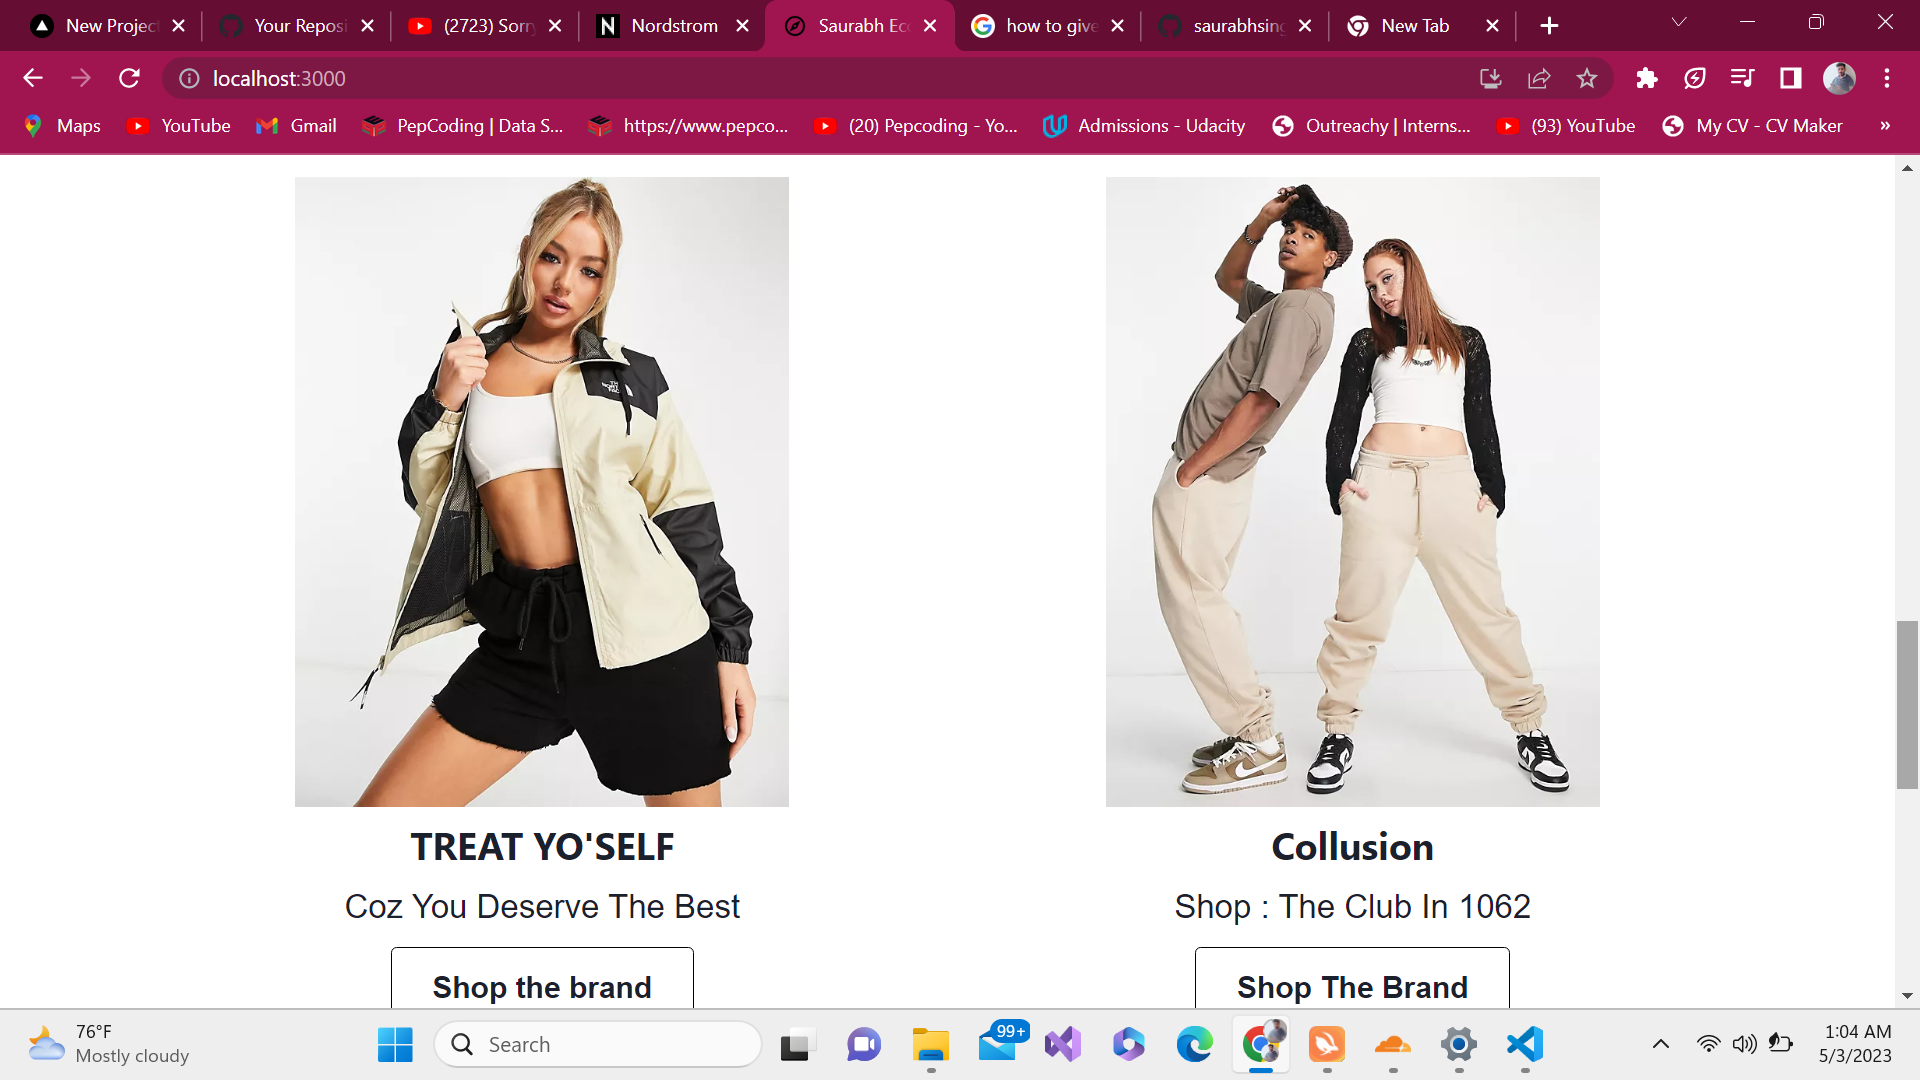 New Project
Your Reposi
(2723) Sorry
Nordstrom
Saurabh Eco
how to give
saurabhsing
New Tab
localhost:3000
Maps
YouTube
Gmail
PepCoding | Data S...
https://www.pepco...
(20) Pepcoding - Yo...
Admissions - Udacity
Outreachy | Interns...
(93) YouTube
My CV - CV Maker
»
TREAT YO'SELF
Coz You Deserve The Best
Shop the brand
Collusion
Shop : The Club In 1062
Shop The Brand
76°F
Mostly cloudy
Search
99+
1:04 AM
5/3/2023